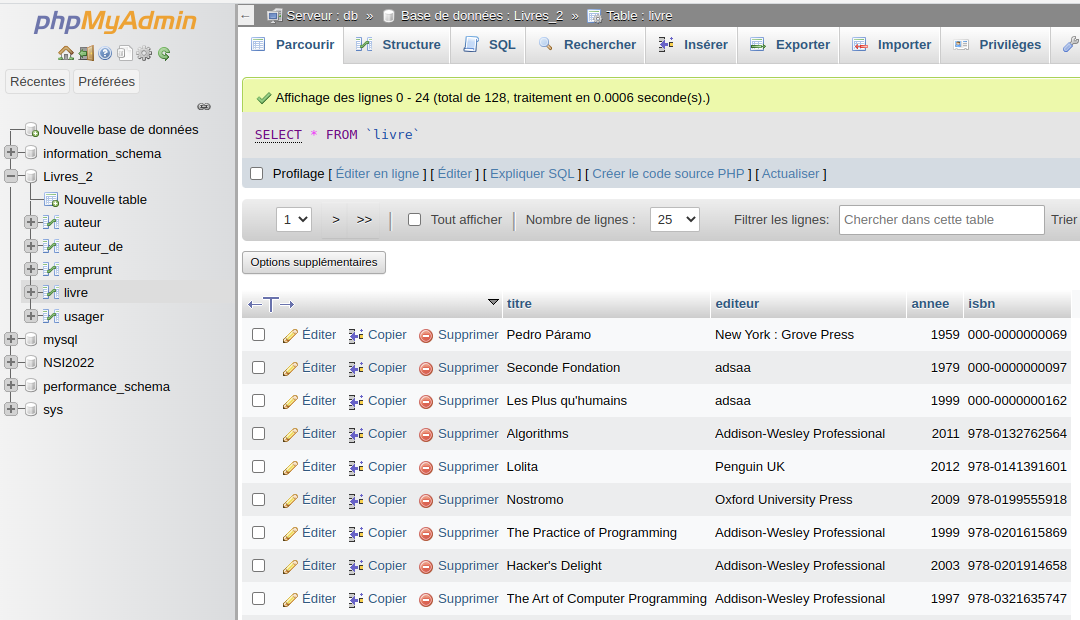 phpMyAdmin
Récentes Préférées
Nouvelle base de données
information_schema
Livres_2
Nouvelle table
auteur
auteur_de
emprunt
livre
usager
mysql
NSI2022
performance_schema
sys
Serveur : db » Base de données : Livres_2 » Table : livre
Parcourir Structure SQL Rechercher Insérer Exporter Importer Privilèges
Affichage des lignes 0 - 24 (total de 128, traitement en 0.0006 seconde(s).)
SELECT * FROM `livre`
Profilage [ Éditer en ligne ] [ Éditer ] [ Expliquer SQL ] [ Créer le code source PHP ] [ Actualiser ]
1 > >> | Tout afficher | Nombre de lignes : 25 Filtrer les lignes: Chercher dans cette table Trier
Options supplémentaires
←T→ titre editeur annee isbn
Éditer Copier Supprimer Pedro Páramo New York : Grove Press 1959 000-0000000069
Éditer Copier Supprimer Seconde Fondation adsaa 1979 000-0000000097
Éditer Copier Supprimer Les Plus qu'humains adsaa 1999 000-0000000162
Éditer Copier Supprimer Algorithms Addison-Wesley Professional 2011 978-0132762564
Éditer Copier Supprimer Lolita Penguin UK 2012 978-0141391601
Éditer Copier Supprimer Nostromo Oxford University Press 2009 978-0199555918
Éditer Copier Supprimer The Practice of Programming Addison-Wesley Professional 1999 978-0201615869
Éditer Copier Supprimer Hacker's Delight Addison-Wesley Professional 2003 978-0201914658
Éditer Copier Supprimer The Art of Computer Programming Addison-Wesley Professional 1997 978-0321635747